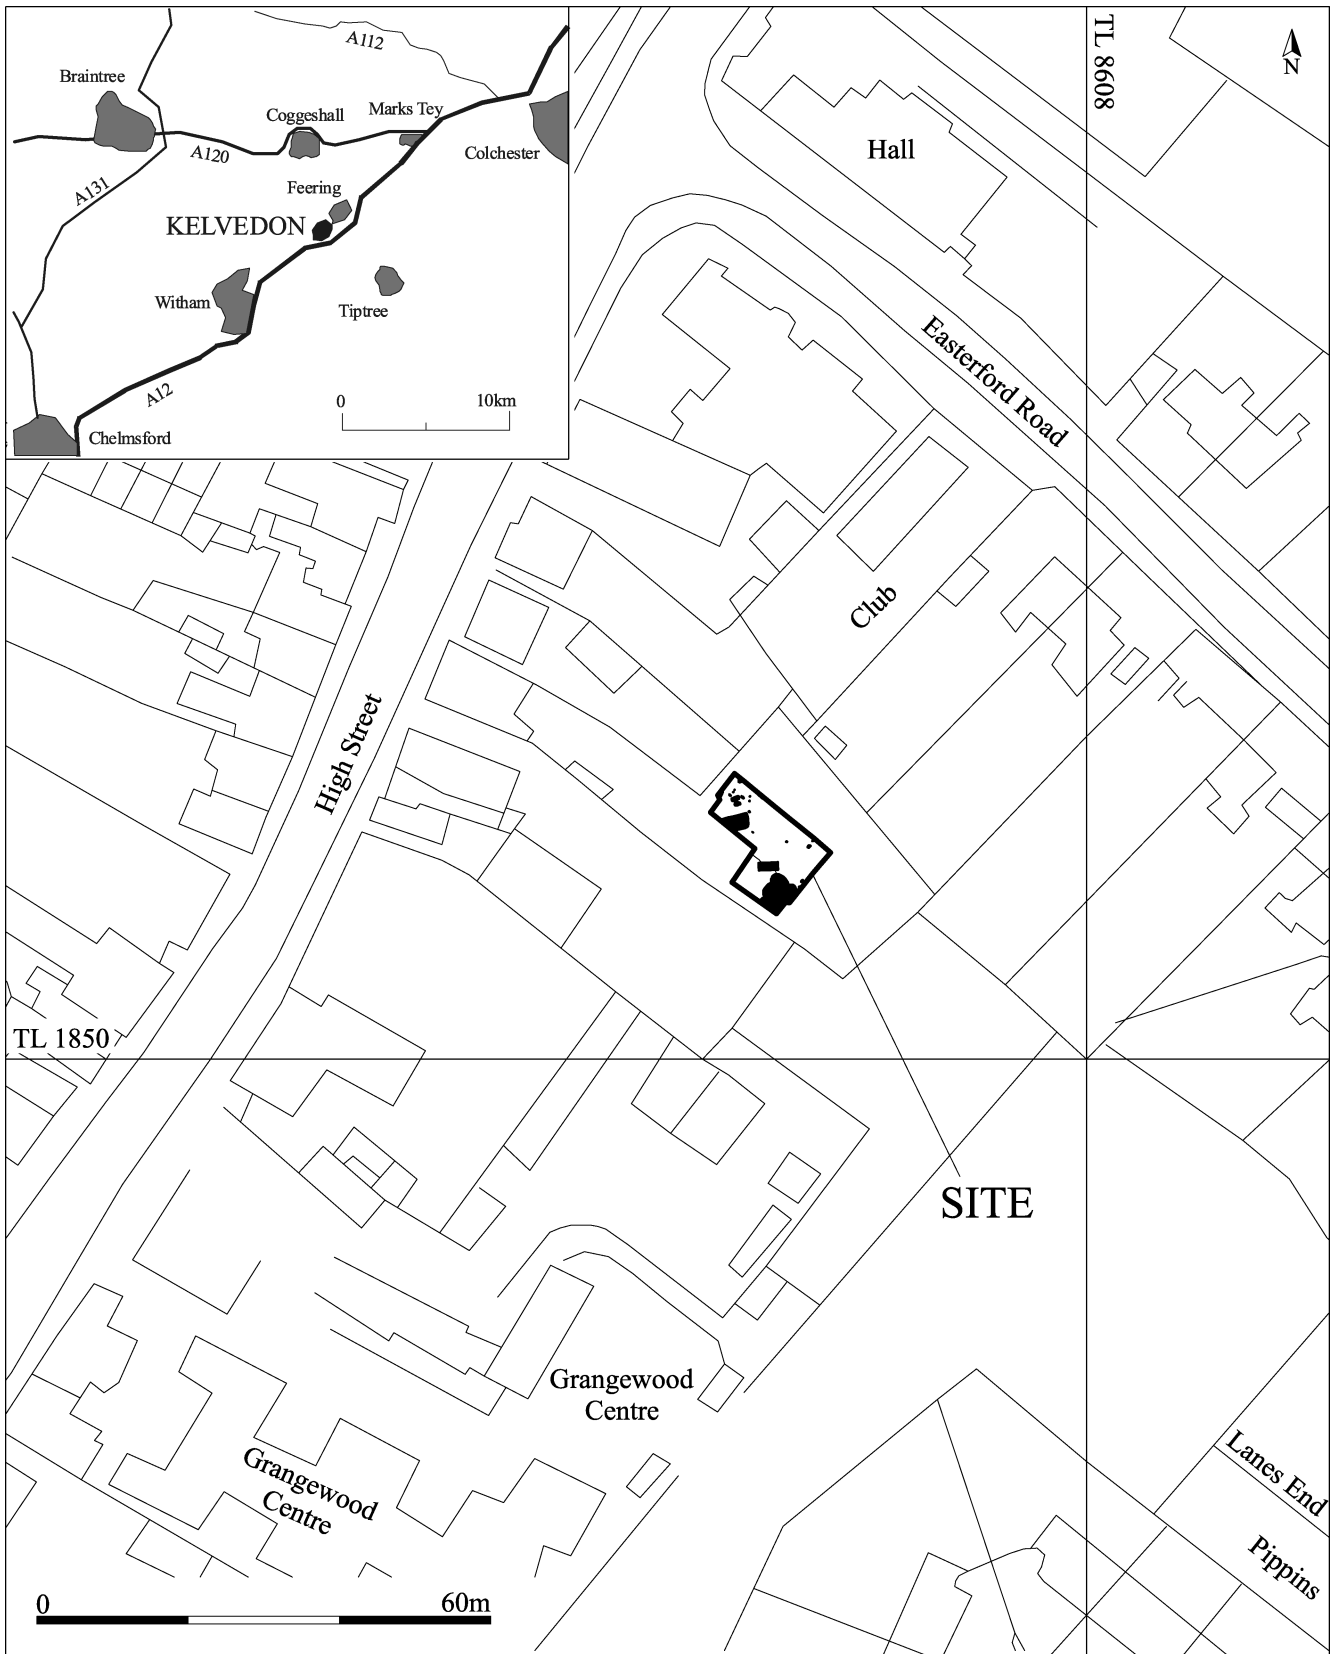 A112
Braintree
Coggeshall
Marks Tey
A120
Colchester
A131
Feering
KELVEDON
Witham
Tiptree
A12
0 10km
Chelmsford
TL 8608
N
Hall
Easterford Road
Club
High Street
TL 1850
SITE
Grangewood
Centre
Grangewood
Centre
Lanes End
Pippins
0 60m